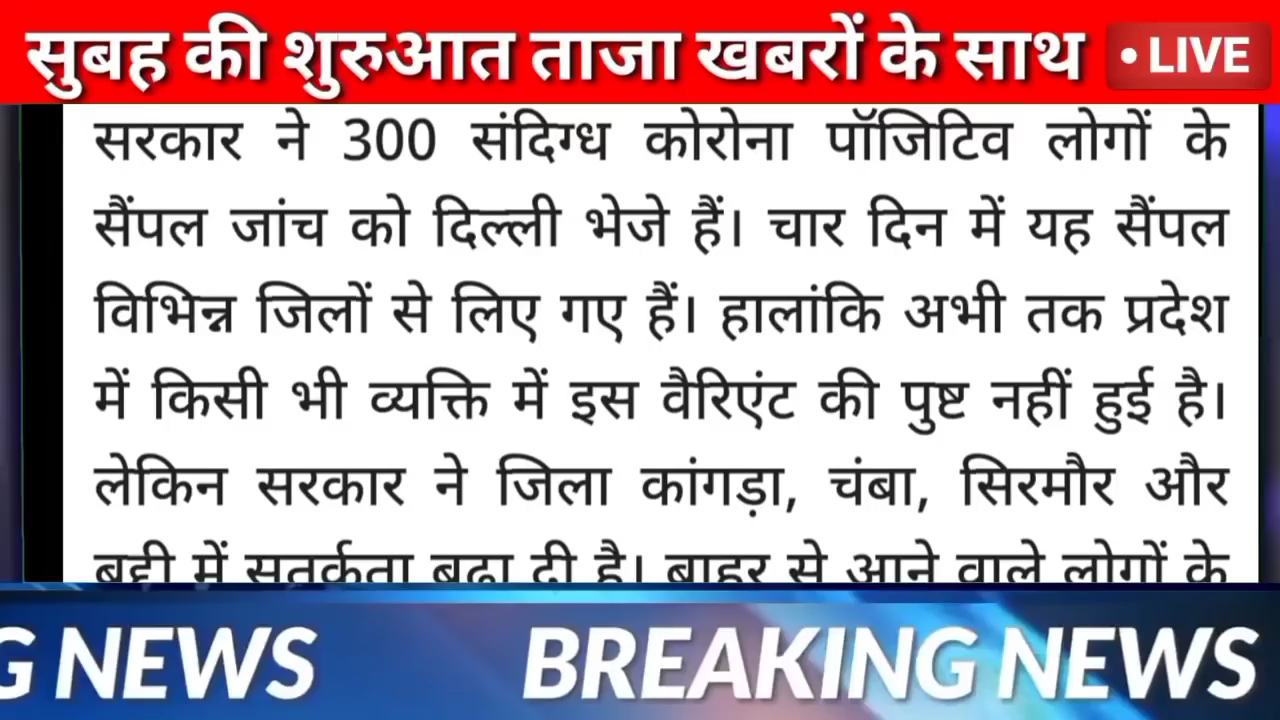 सुबह की शुरुआत ताजा खबरों के साथ • LIVE
सरकार ने 300 संदिग्ध कोरोना पॉजिटिव लोगों के
सैंपल जांच को दिल्ली भेजे हैं। चार दिन में यह सैंपल
विभिन्न जिलों से लिए गए हैं। हालांकि अभी तक प्रदेश
में किसी भी व्यक्ति में इस वैरिएंट की पुष्ट नहीं हुई है।
लेकिन सरकार ने जिला कांगड़ा, चंबा, सिरमौर और
बद्दी में सतर्कता बढ़ा दी है। बाहर से आने वाले लोगों के
G NEWS BREAKING NEWS